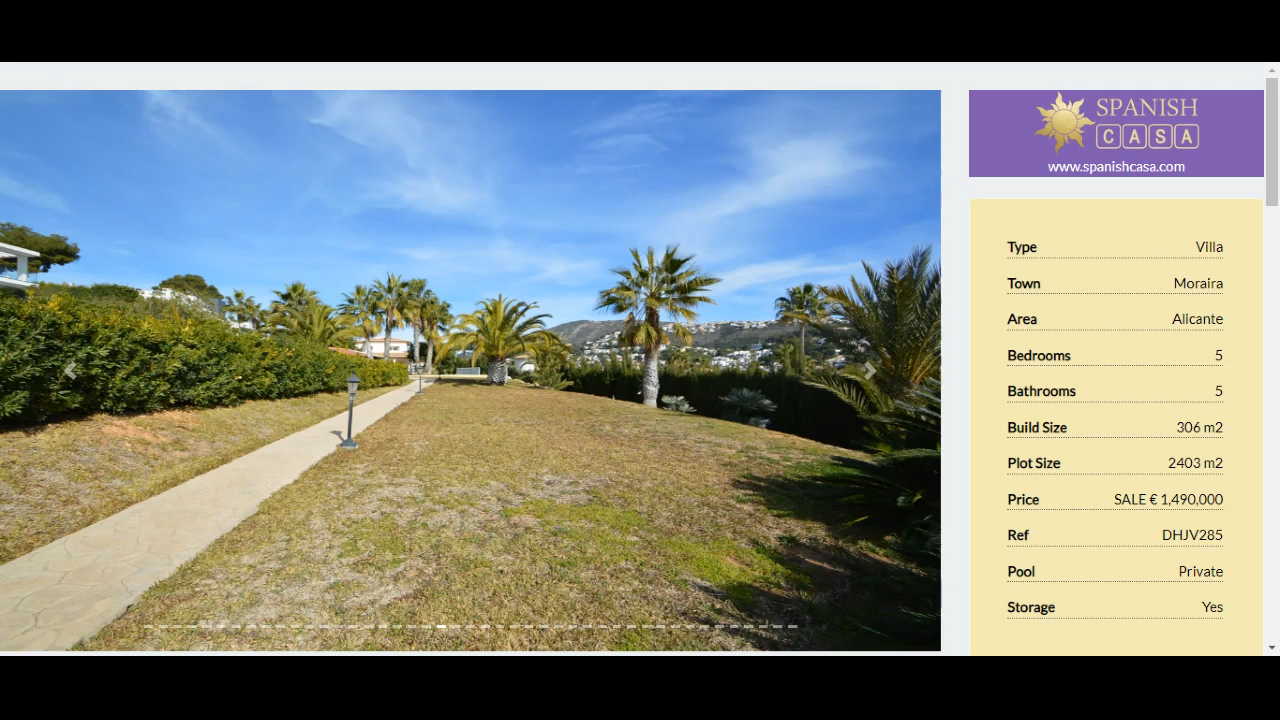 SPANISH
CASA
www.spanishcasa.com
Type Villa
Town Moraira
Area Alicante
Bedrooms 5
Bathrooms 5
Build Size 306 m2
Plot Size 2403 m2
Price SALE € 1,490,000
Ref DHJV285
Pool Private
Storage Yes